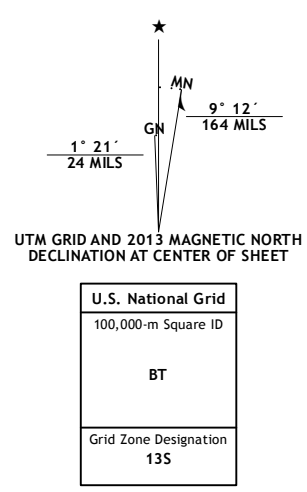 ★
MN
GN
9° 12´
164 MILS
1° 21´
24 MILS
UTM GRID AND 2013 MAGNETIC NORTH
DECLINATION AT CENTER OF SHEET
U.S. National Grid
100,000-m Square ID
BT
Grid Zone Designation
13S